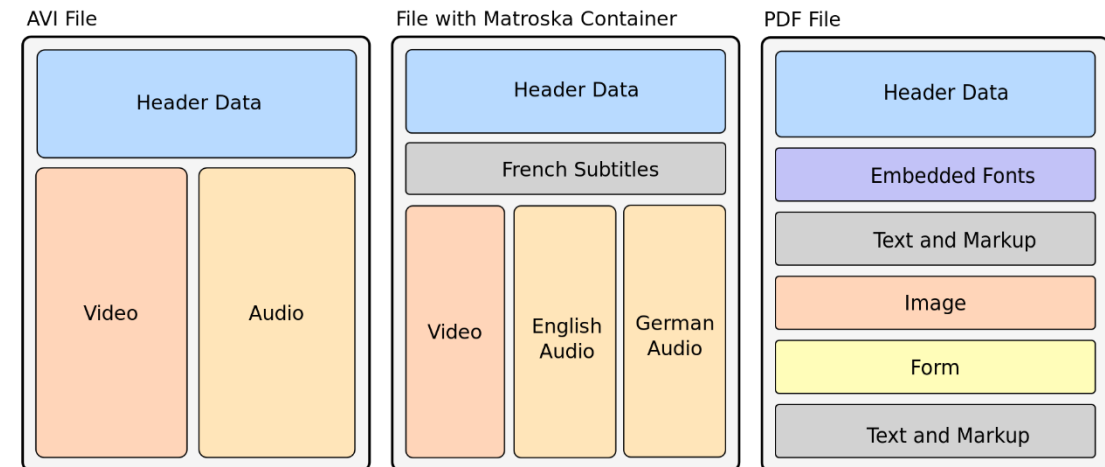 AVI File
Header Data
Video
Audio
File with Matroska Container
Header Data
French Subtitles
Video
English
Audio
German
Audio
PDF File
Header Data
Embedded Fonts
Text and Markup
Image
Form
Text and Markup